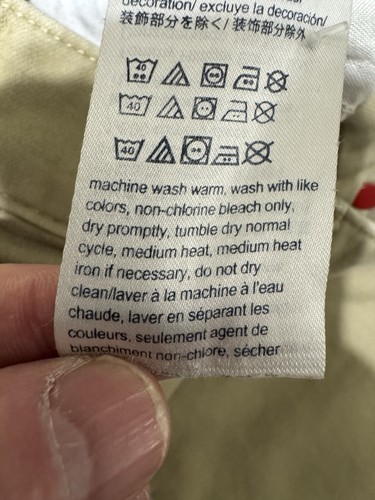 decoration/ excluye la decoración/
装飾部分を除く/ 装饰部分除外
40
40
40
machine wash warm, wash with like
colors, non-chlorine bleach only,
dry promptly, tumble dry normal
cycle, medium heat, medium heat
iron if necessary, do not dry
clean/laver à la machine à l'eau
chaude, laver en séparant les
couleurs, seulement agent de
blanchiment non-chlore, sécher